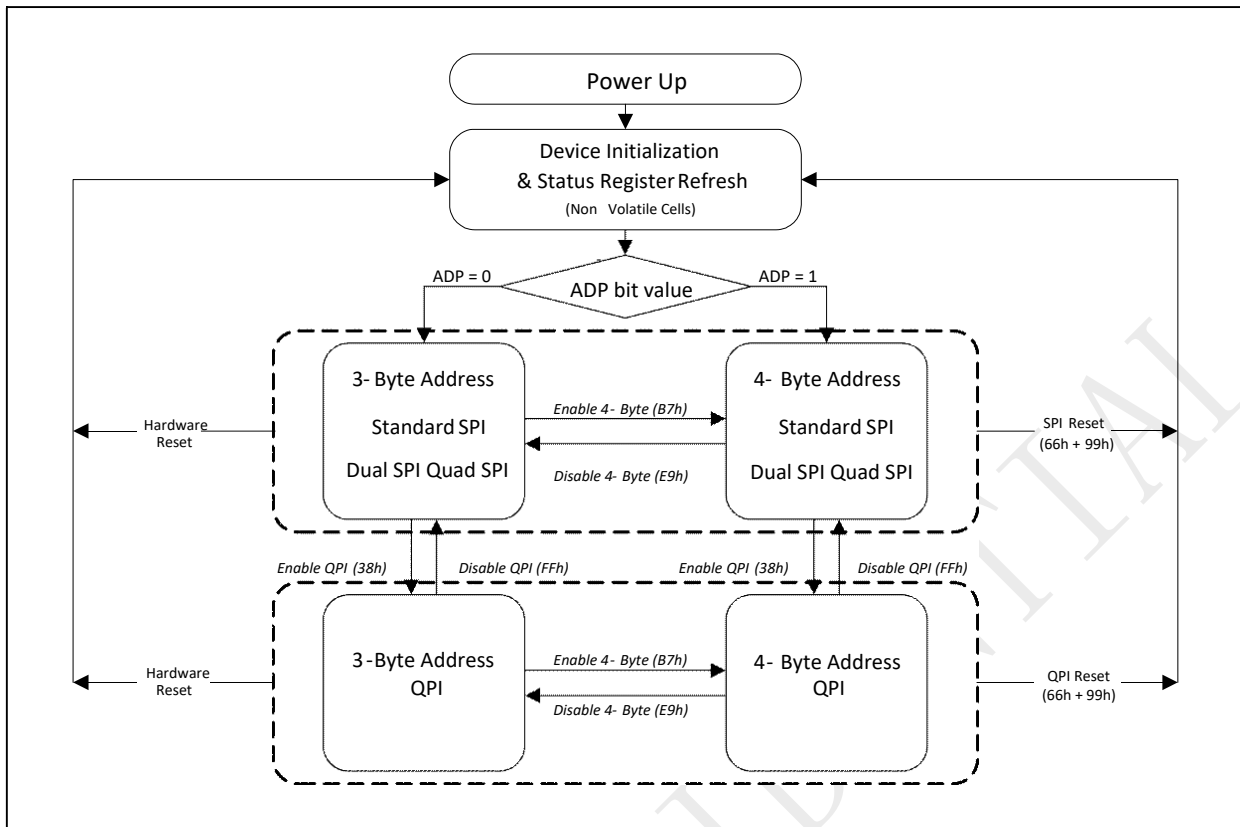 Power Up
Device Initialization
& Status Register Refresh
(Non Volatile Cells)
ADP = 0
ADP bit value
ADP = 1
3- Byte Address
Standard SPI
Dual SPI Quad SPI
Enable 4- Byte (B7h)
Disable 4- Byte (E9h)
4- Byte Address
Standard SPI
Dual SPI Quad SPI
Hardware
Reset
SPI Reset
(66h + 99h)
Enable QPI (38h)
Disable QPI (FFh)
Enable QPI (38h)
Disable QPI (FFh)
3-Byte Address
QPI
Enable 4- Byte (B7h)
Disable 4- Byte (E9h)
4- Byte Address
QPI
Hardware
Reset
QPI Reset
(66h + 99h)